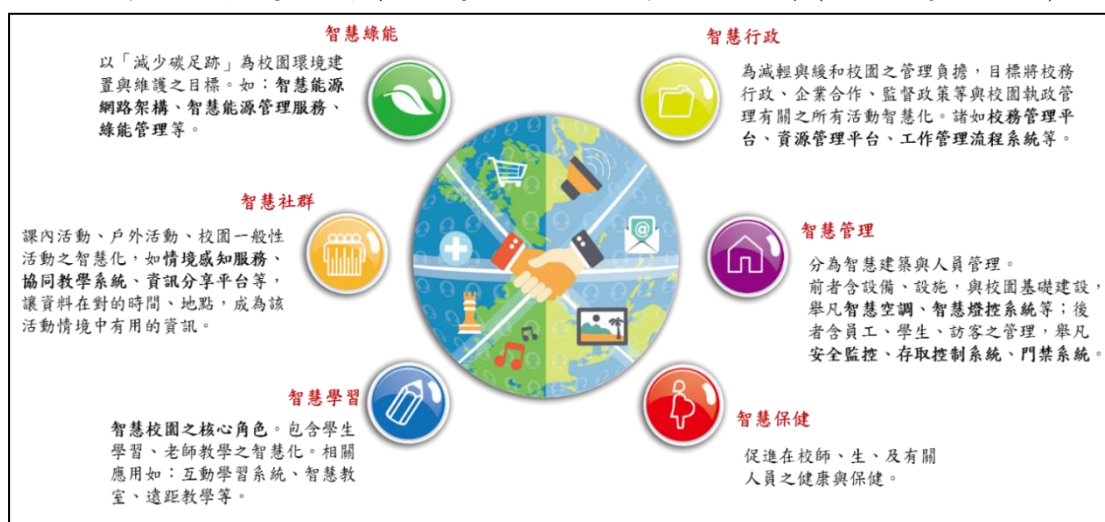 智慧綠能
以「減少碳足跡」為校園環境建
置與維護之目標。如：智慧能源
網路架構、智慧能源管理服務、
綠能管理等。
智慧行政
為減輕與緩和校園之管理負擔，目標將校務
行政、企業合作、監督政策等與校園執政管
理有關之所有活動智慧化。諸如校務管理平
台、資源管理平台、工作管理流程系統等。
智慧社群
課內活動、戶外活動、校園一般性
活動之智慧化，如情境感知服務、
協同教學系統、資訊分享平台等，
讓資料在對的時間、地點，成為該
活動情境中有用的資訊。
智慧管理
分為智慧建築與人員管理。
前者含設備、設施，與校園基礎建設，
舉凡智慧空調、智慧燈控系統等；後
者含員工、學生、訪客之管理，舉凡
安全監控、存取控制系統、門禁系統。
智慧學習
智慧校園之核心角色。包含學生
學習、老師教學之智慧化。相關
應用如：互動學習系統、智慧教
室、遠距教學等。
智慧保健
促進在校師、生、及有關
人員之健康與保健。
@